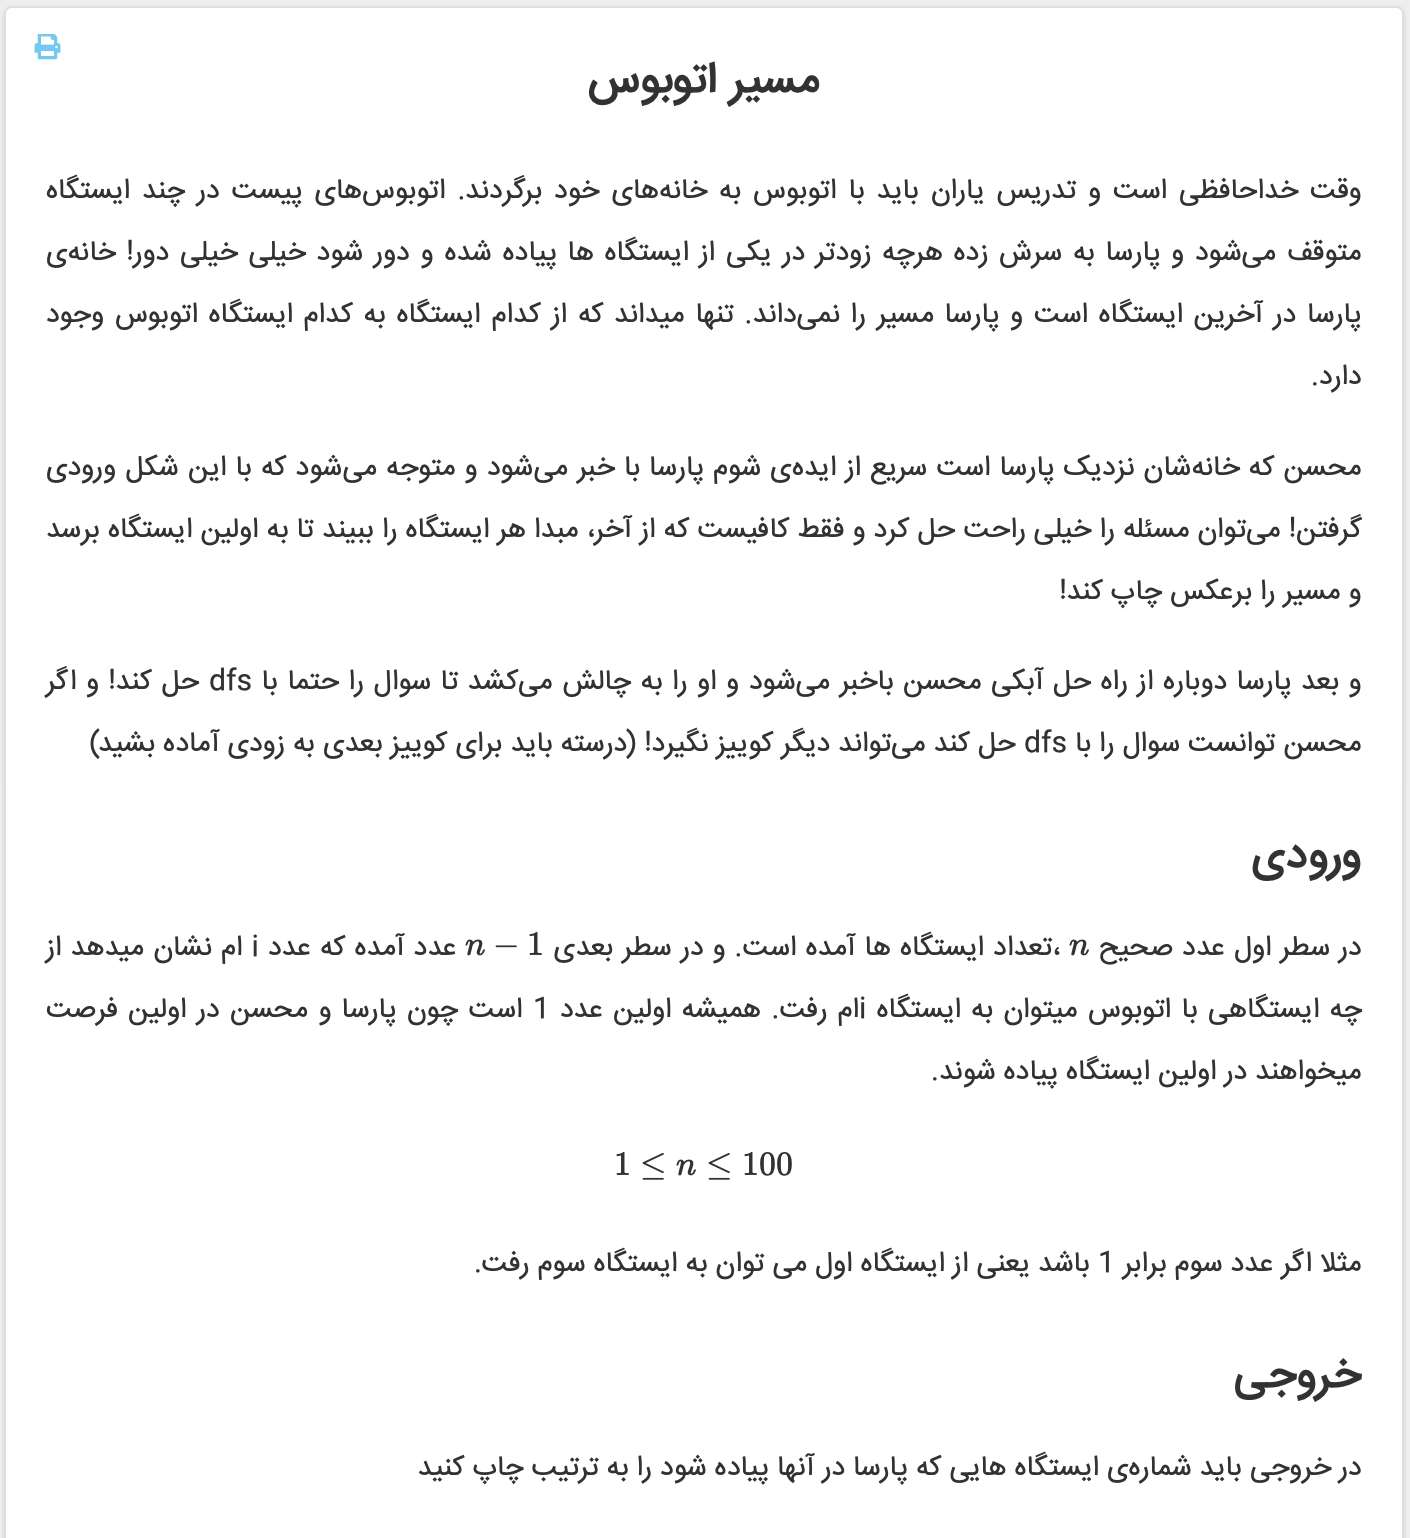 مسیر اتوبوس
وقت خداحافظی است و تدریس یاران باید با اتوبوس به خانه‌های خود برگردند. اتوبوس‌های پیست در چند ایستگاه
متوقف می‌شود و پارسا به سرش زده هرچه زودتر در یکی از ایستگاه ها پیاده شده و دور شود خیلی خیلی دور! خانه‌ی
پارسا در آخرین ایستگاه است و پارسا مسیر را نمی‌داند. تنها میداند که از کدام ایستگاه به کدام ایستگاه اتوبوس وجود
دارد.
محسن که خانه‌شان نزدیک پارسا است سریع از ایده‌ی شوم پارسا با خبر می‌شود و متوجه می‌شود که با این شکل ورودی
گرفتن! می‌توان مسئله را خیلی راحت حل کرد و فقط کافیست که از آخر، مبدا هر ایستگاه را ببیند تا به اولین ایستگاه برسد
و مسیر را برعکس چاپ کند!
و بعد پارسا دوباره از راه حل آبکی محسن باخبر می‌شود و او را به چالش می‌کشد تا سوال را حتما با dfs حل کند! و اگر
محسن توانست سوال را با dfs حل کند می‌تواند دیگر کوییز نگیرد! (درسته باید برای کوییز بعدی به زودی آماده بشید)
ورودی
در سطر اول عدد صحیح n ،تعداد ایستگاه ها آمده است. و در سطر بعدی n − 1 عدد آمده که عدد i ام نشان میدهد از
چه ایستگاهی با اتوبوس میتوان به ایستگاه iام رفت. همیشه اولین عدد 1 است چون پارسا و محسن در اولین فرصت
میخواهند در اولین ایستگاه پیاده شوند.
1 ≤ n ≤ 100
مثلا اگر عدد سوم برابر 1 باشد یعنی از ایستگاه اول می توان به ایستگاه سوم رفت.
خروجی
در خروجی باید شماره‌ی ایستگاه هایی که پارسا در آنها پیاده شود را به ترتیب چاپ کنید